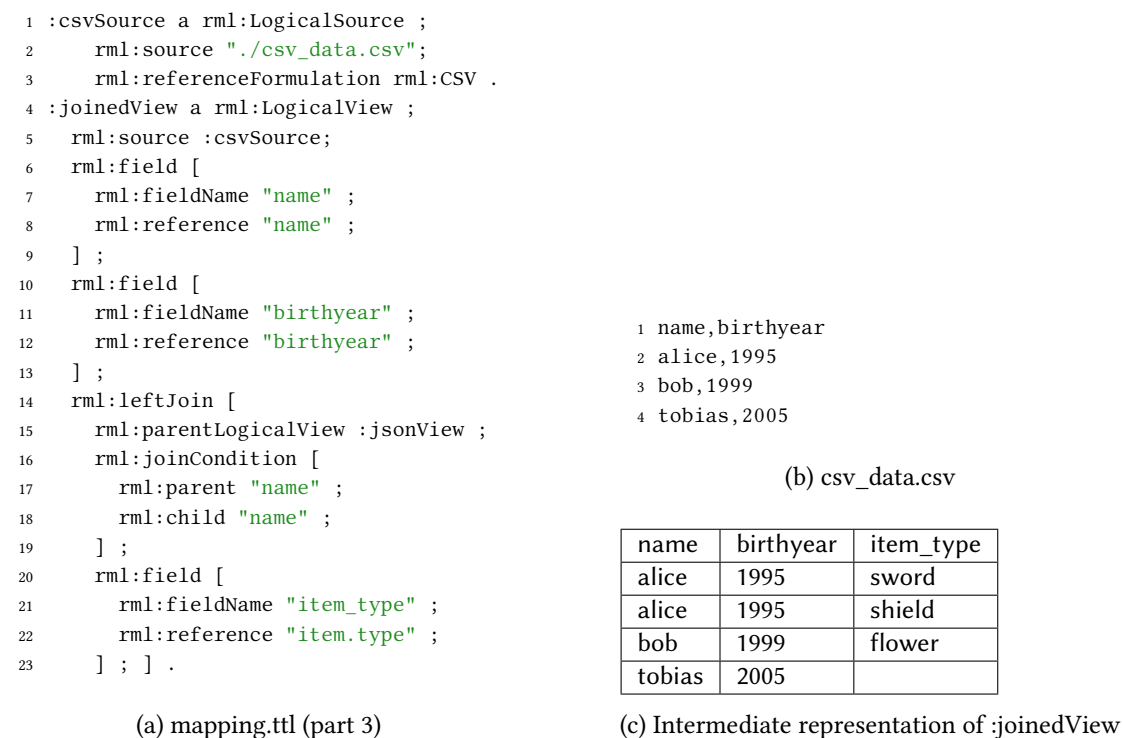 1 :csvSource a rml:LogicalSource ;
2 rml:source "./csv_data.csv";
3 rml:referenceFormulation rml:CSV .
4 :joinedView a rml:LogicalView ;
5 rml:source :csvSource;
6 rml:field [
7 rml:fieldName "name" ;
8 rml:reference "name" ;
9 ] ;
10 rml:field [
11 rml:fieldName "birthyear" ;
12 rml:reference "birthyear" ;
13 ] ;
14 rml:leftJoin [
15 rml:parentLogicalView :jsonView ;
16 rml:joinCondition [
17 rml:parent "name" ;
18 rml:child "name" ;
19 ] ;
20 rml:field [
21 rml:fieldName "item_type" ;
22 rml:reference "item.type" ;
23 ] ; ] .
(a) mapping.ttl (part 3)
1 name,birthyear
2 alice,1995
3 bob,1999
4 tobias,2005
(b) csv_data.csv
name birthyear item_type
alice 1995 sword
alice 1995 shield
bob 1999 flower
tobias 2005
(c) Intermediate representation of :joinedView